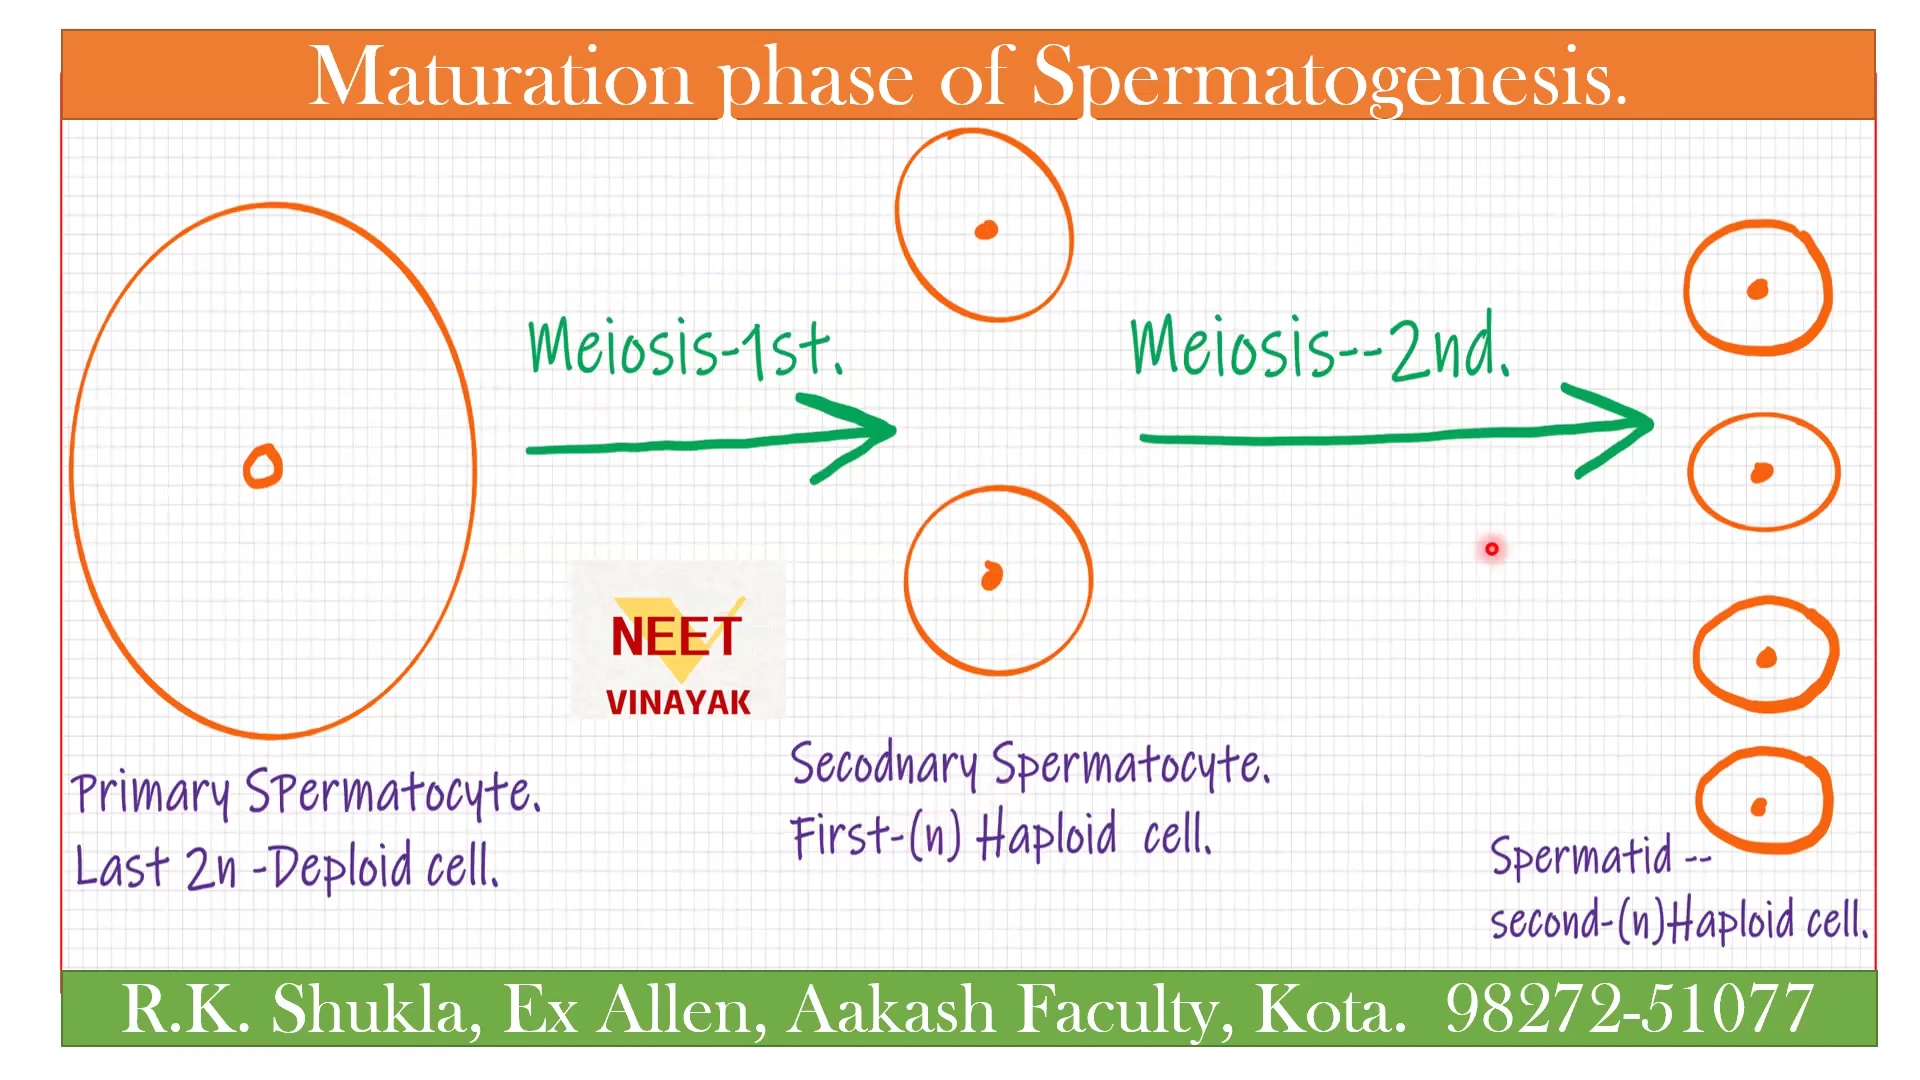 Maturation phase of Spermatogenesis.
Meiosis-1st.
Meiosis--2nd.
NEET
VINAYAK
Primary SPermatocyte.
Last 2n -Deploid cell.
Secodnary Spermatocyte.
First-(n) Haploid cell.
Spermatid --
second-(n)Haploid cell.
R.K. Shukla, Ex Allen, Aakash Faculty, Kota. 98272-51077